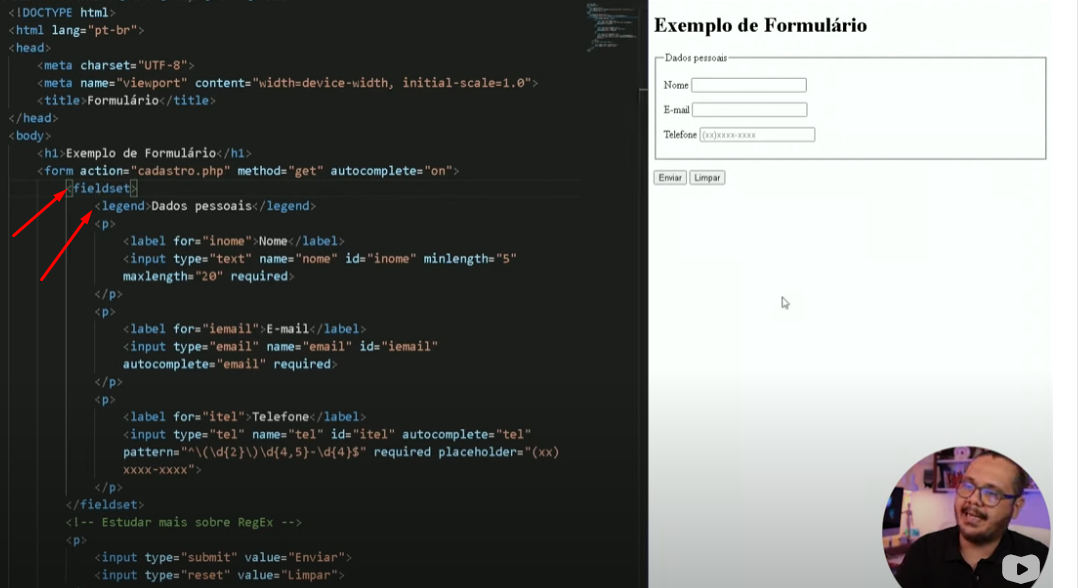 <!DOCTYPE html>
<html lang="pt-br">
<head>
<meta charset="UTF-8">
<meta name="viewport" content="width=device-width, initial-scale=1.0">
<title>Formulário</title>
</head>
<body>
<h1>Exemplo de Formulário</h1>
<form action="cadastro.php" method="get" autocomplete="on">
<fieldset>
<legend>Dados pessoais</legend>
<p>
<label for="inome">Nome</label>
<input type="text" name="nome" id="inome" minlength="5"
maxlength="20" required>
</p>
<p>
<label for="iemail">E-mail</label>
<input type="email" name="email" id="iemail"
autocomplete="email" required>
</p>
<p>
<label for="itel">Telefone</label>
<input type="tel" name="tel" id="itel" autocomplete="tel"
pattern="^\(\d{2}\)\d{4,5}-\d{4}$" required placeholder="(xx)
xxxx-xxxx">
</p>
</fieldset>
<!-- Estudar mais sobre RegEx -->
<p>
<input type="submit" value="Enviar">
<input type="reset" value="Limpar">
Exemplo de Formulário
Dados pessoais
Nome
E-mail
Telefone (xx)xxxx-xxxx
Enviar Limpar